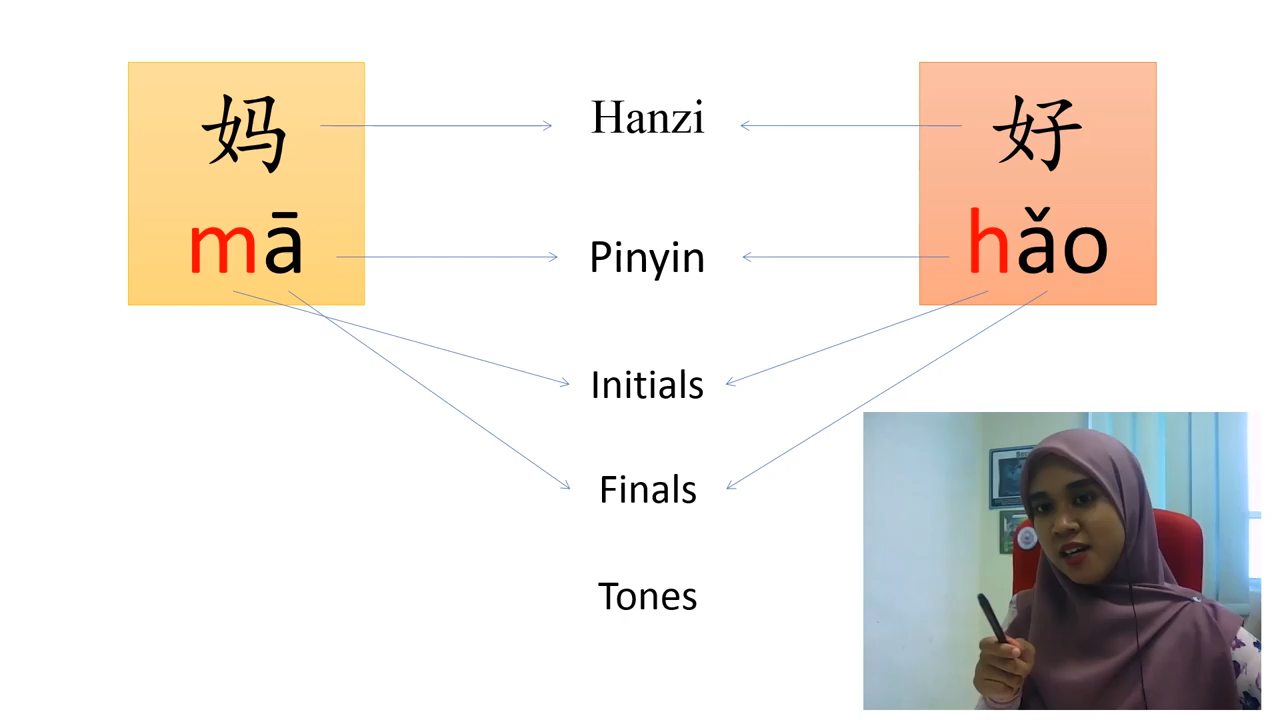 妈
mā
Hanzi
Pinyin
Initials
Finals
Tones
好
hǎo